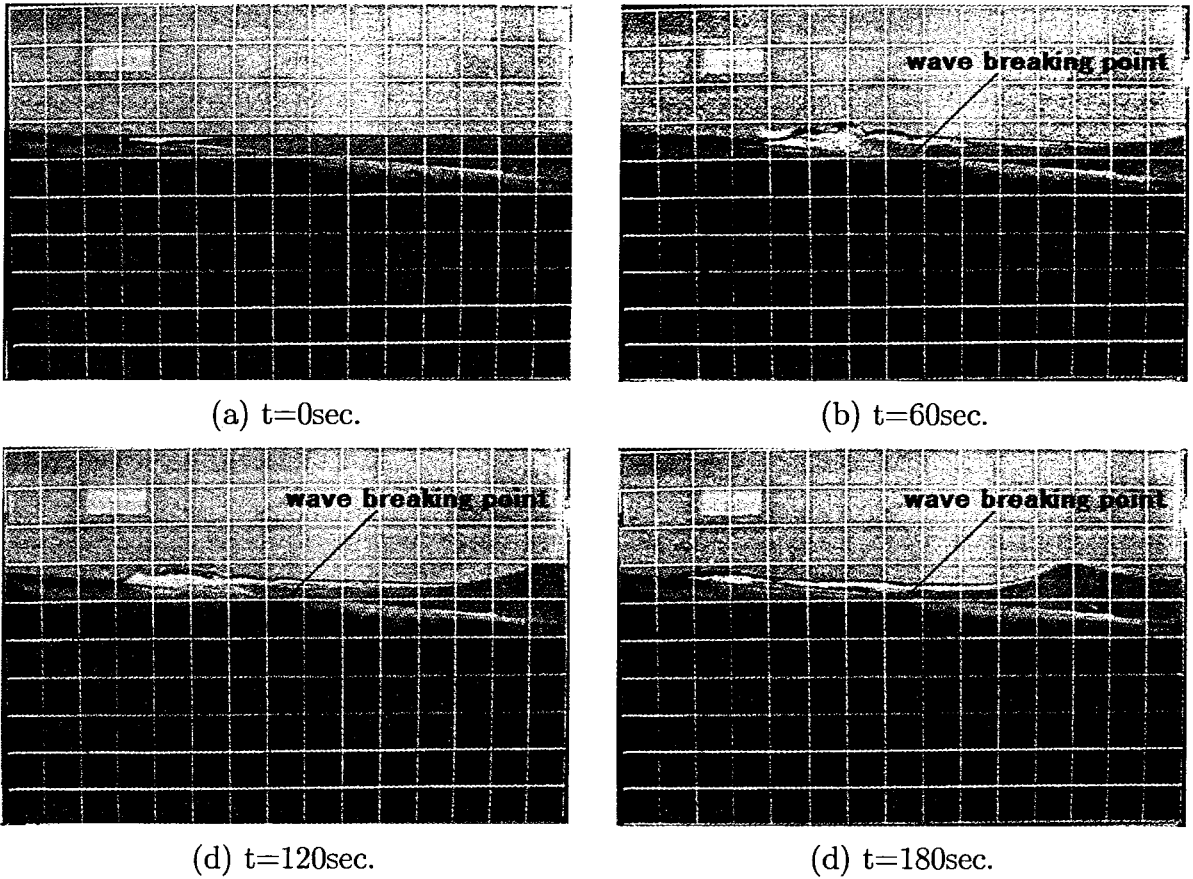 wave breaking point
(a) t=0sec.
(b) t=60sec.
wave breaking point
wave breaking point
(d) t=120sec.
(d) t=180sec.